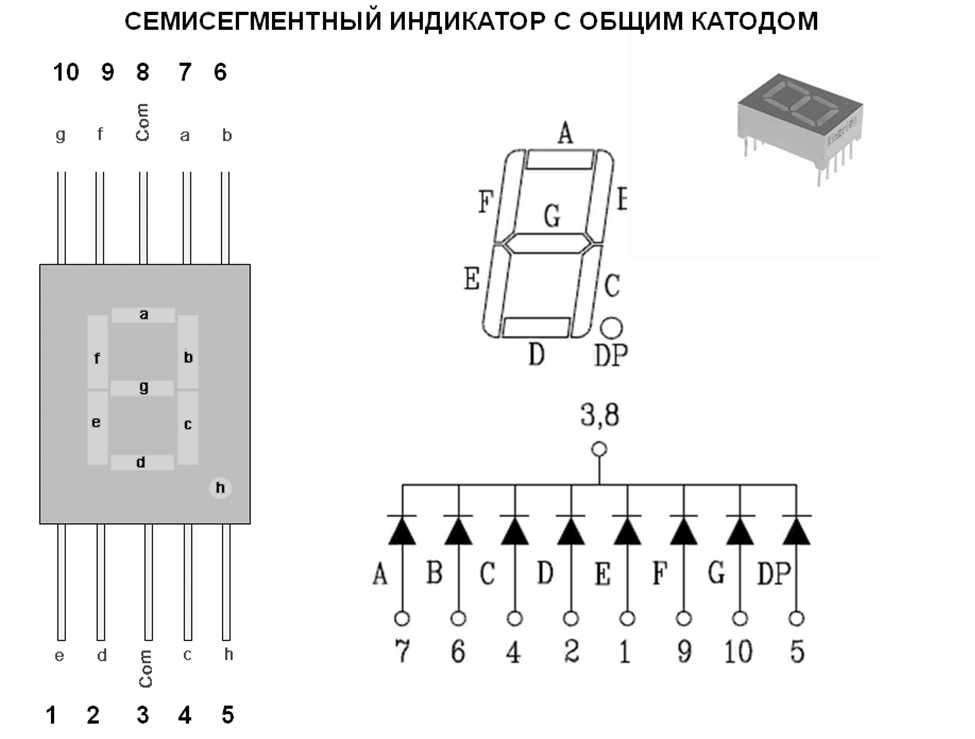 СЕМИСЕГМЕНТНЫЙ ИНДИКАТОР С ОБЩИМ КАТОДОМ
10 9 8 7 6
g f Com a b
a
f b
g
e c
d
h
e d Com c h
1 2 3 4 5
Kingbright
A
F
G
E C
D DP
3,8
A B C D E F G DP
7 6 4 2 1 9 10 5